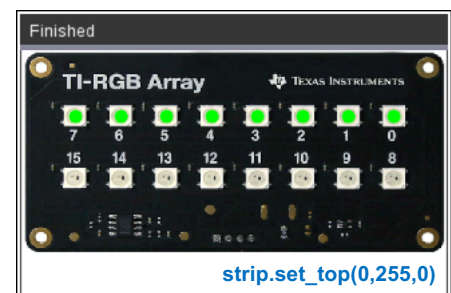 Finished
TI-RGB Array
TEXAS INSTRUMENTS
7 6 5 4 3 2 1 0
15 14 13 12 11 10 9 8
strip.set_top(0,255,0)